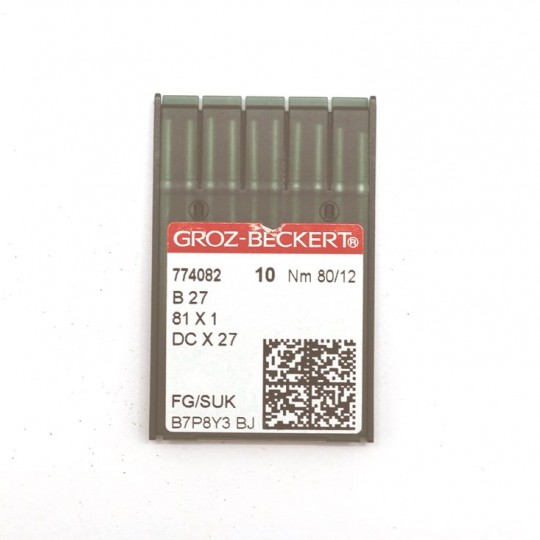 GROZ-BECKERT®
774082 10 Nm 80/12
B 27
81 X 1
DC X 27
FG/SUK
B7P8Y3 BJ